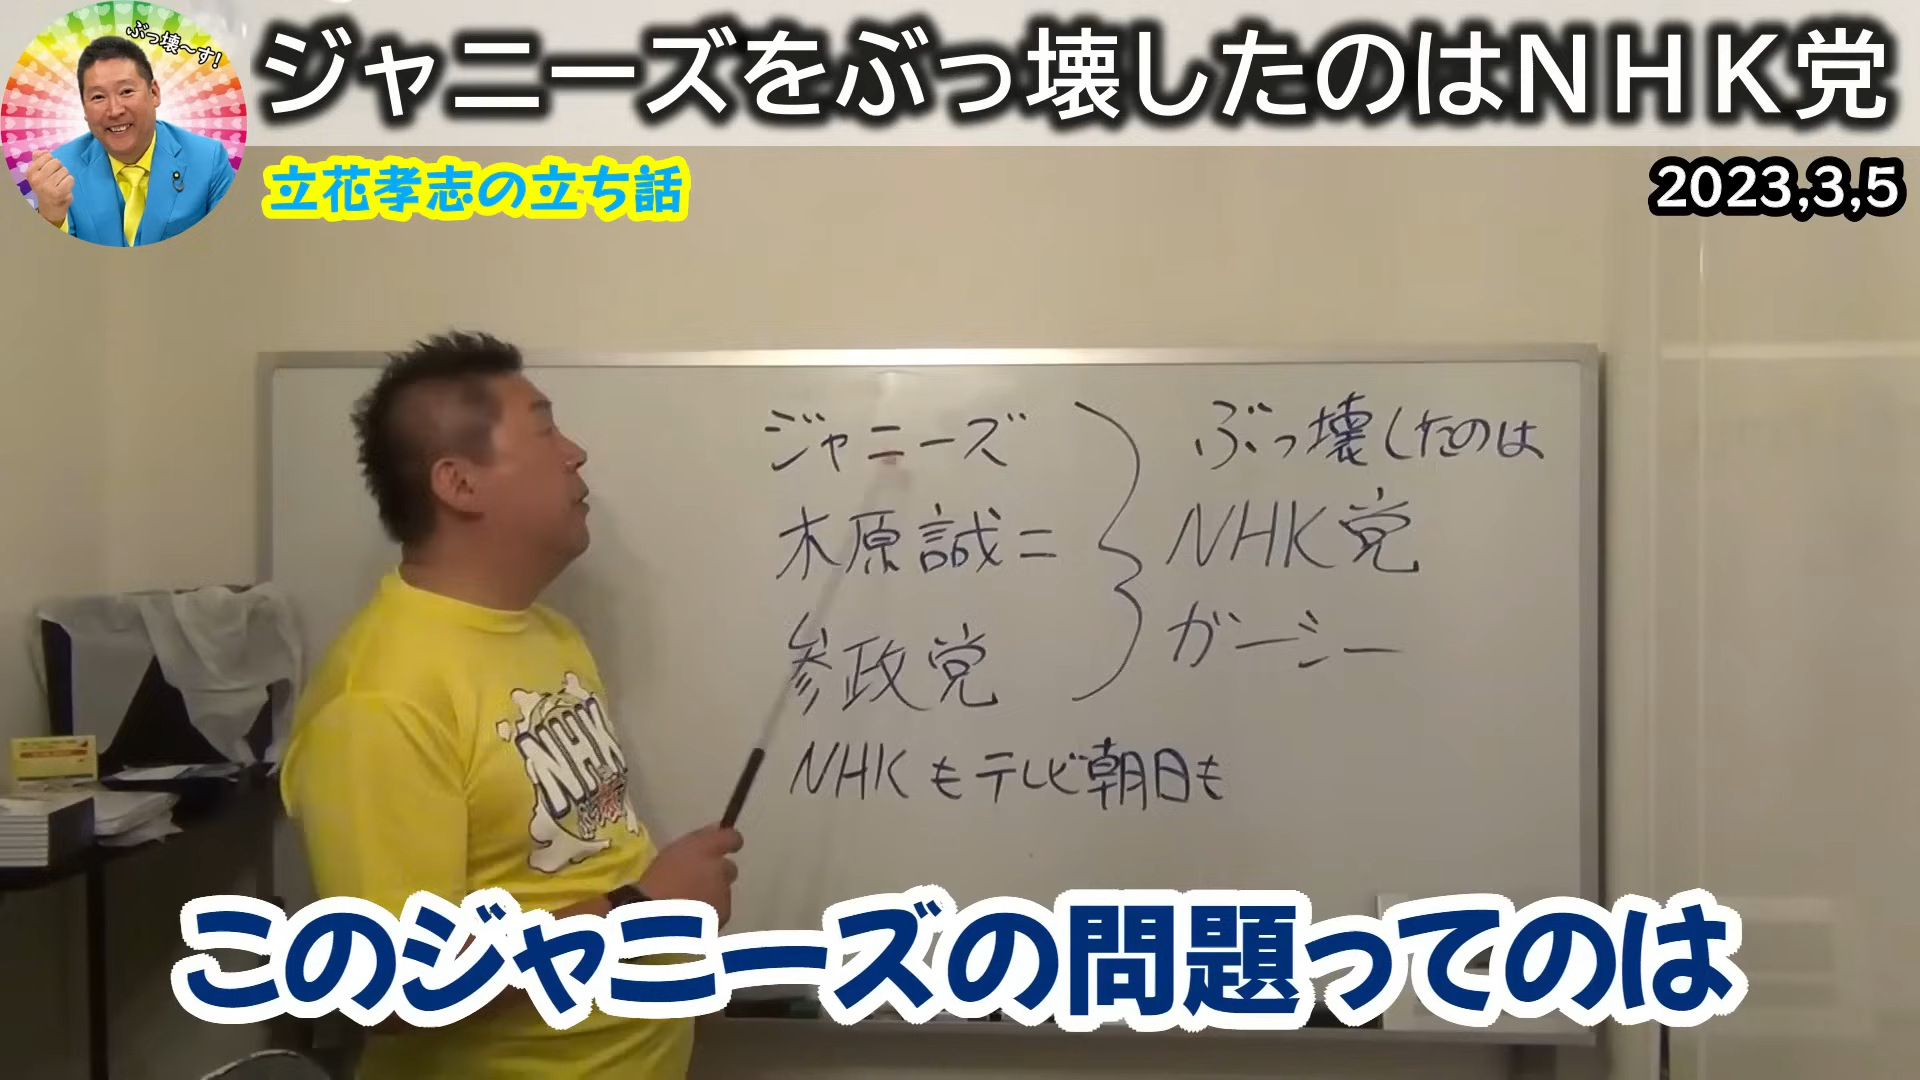 ぶっ壊〜す!
ジャニーズをぶっ壊したのはNHK党
立花孝志の立ち話
2023,3,5
ジャニーズ
ぶっ壊したのは
木原誠二
NHK党
参政党
ガーシー
NHKもテレビ朝日も
NHK
このジャニーズの問題ってのは